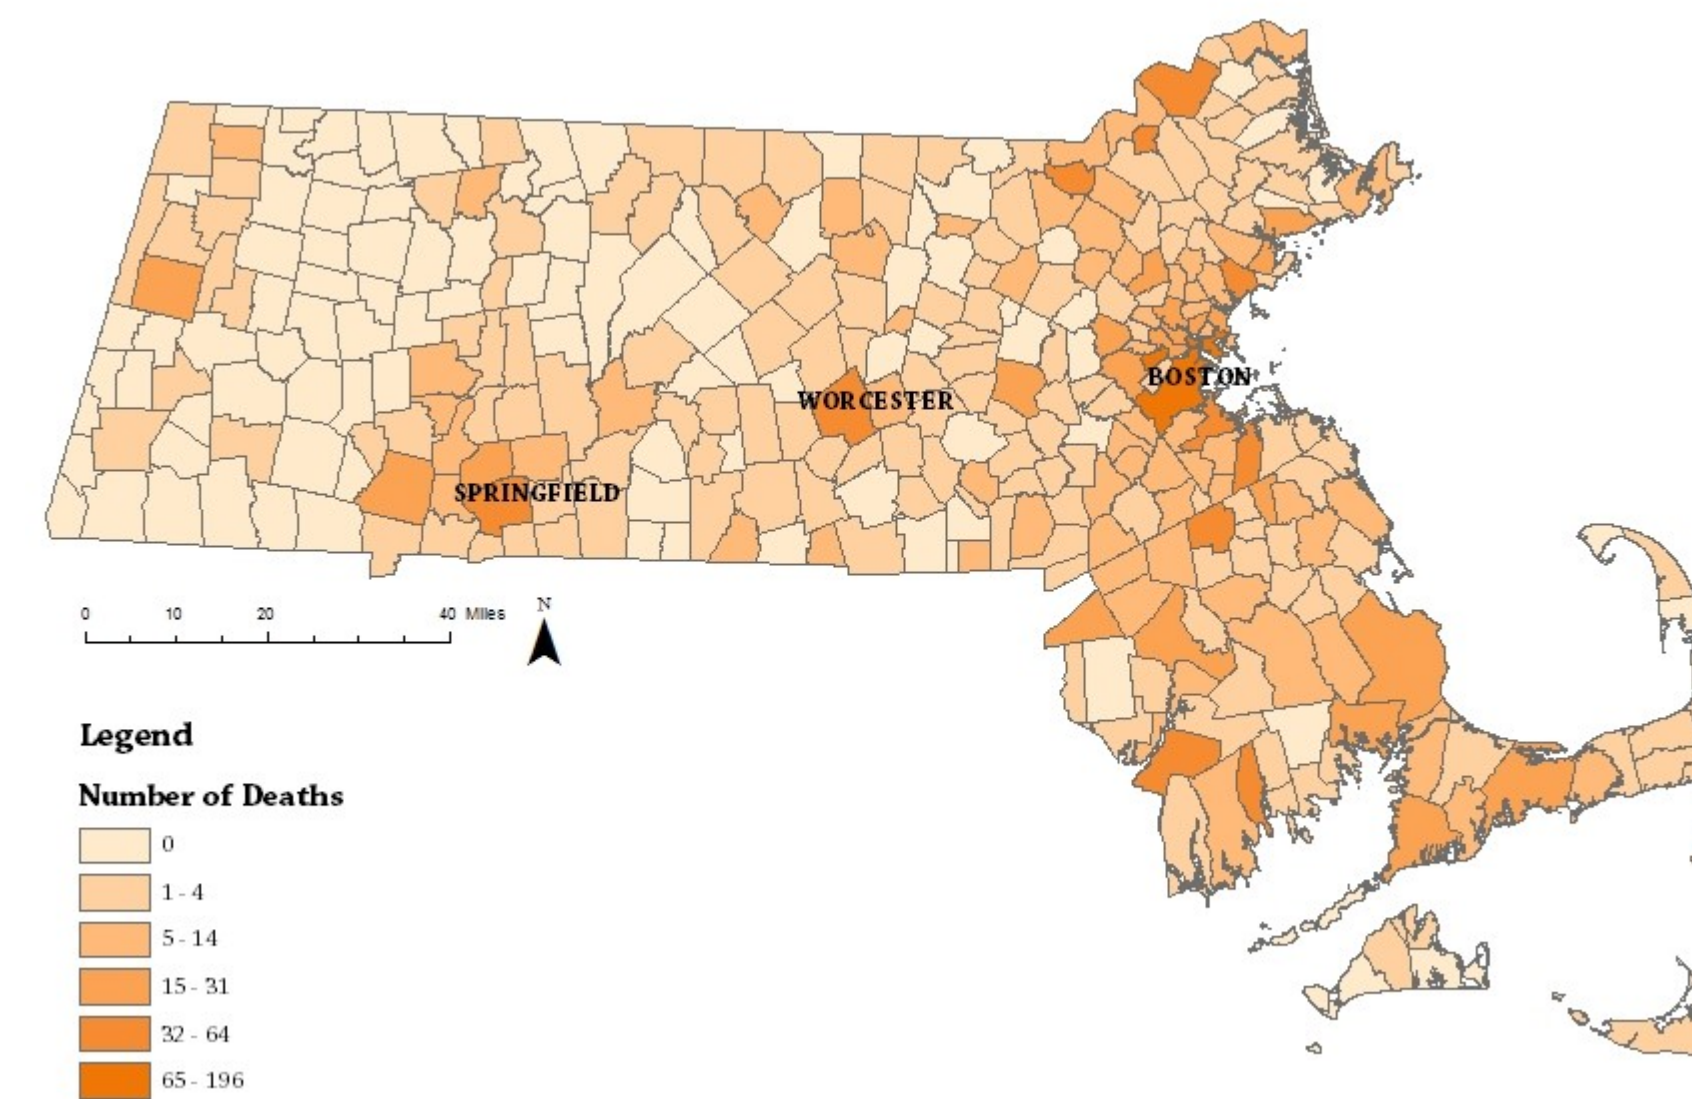 BOSTON
WORCESTER
SPRINGFIELD
0 10 20 40 Miles
N
Legend
Number of Deaths
0
1 - 4
5 - 14
15 - 31
32 - 64
65 - 196